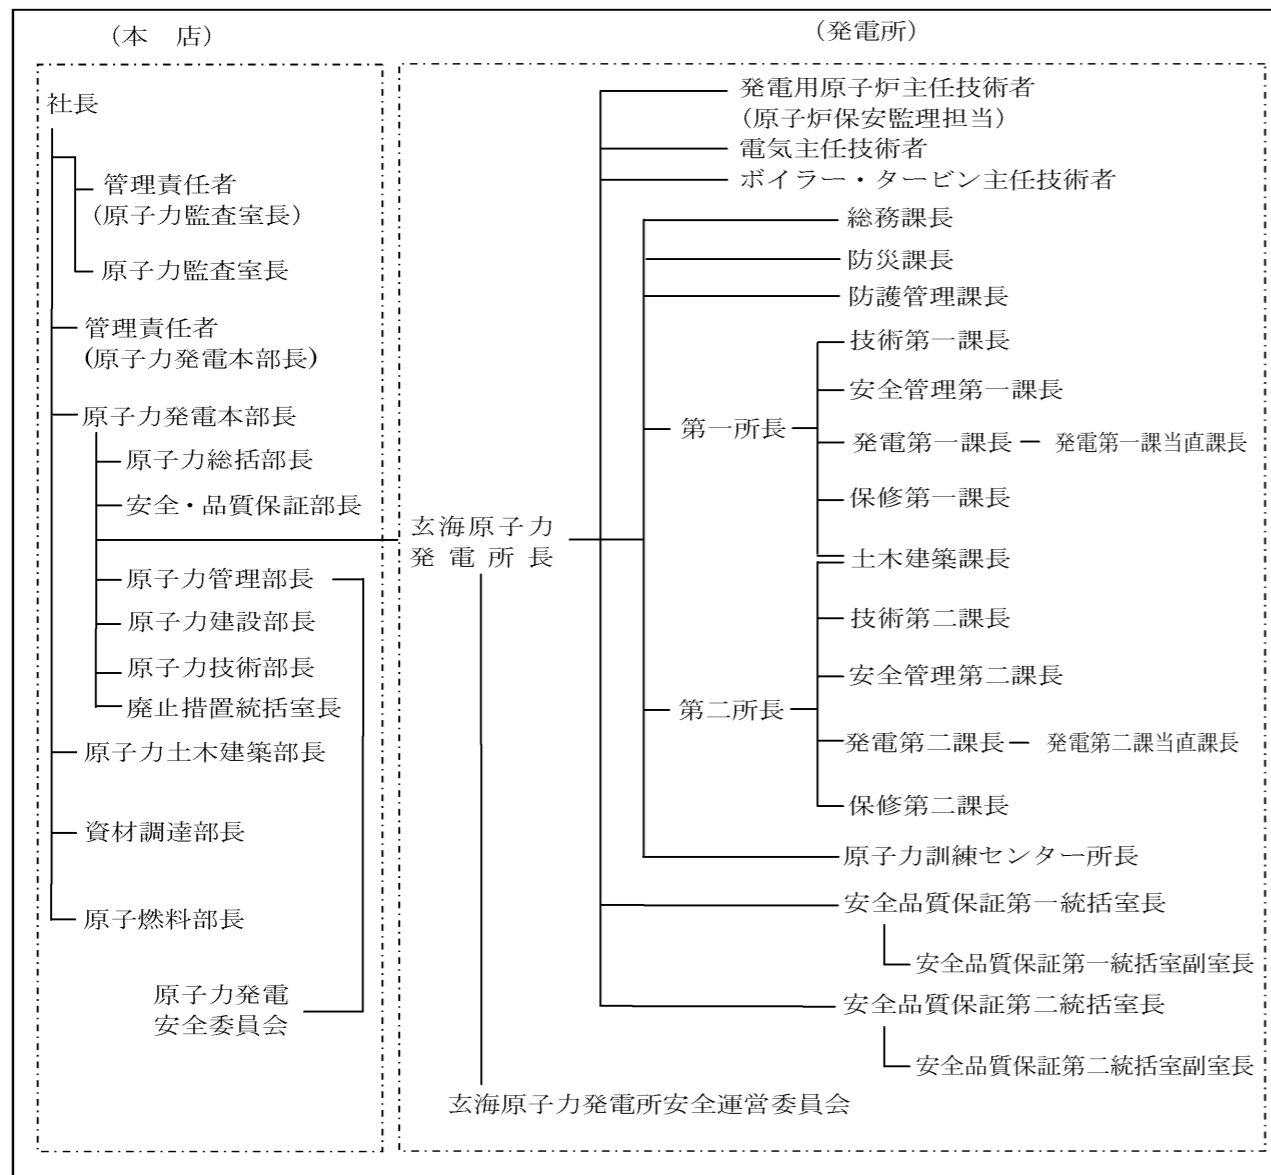 （本　店）
社長
管理責任者
(原子力監査室長)
原子力監査室長
管理責任者
(原子力発電本部長)
原子力発電本部長
原子力総括部長
安全・品質保証部長
原子力管理部長
原子力建設部長
原子力技術部長
廃止措置統括室長
原子力土木建築部長
資材調達部長
原子燃料部長
原子力発電
安全委員会
（発電所）
玄海原子力
発電所長
発電用原子炉主任技術者
（原子炉保安監理担当）
電気主任技術者
ボイラー・タービン主任技術者
総務課長
防災課長
防護管理課長
第一所長
技術第一課長
安全管理第一課長
発電第一課長
発電第一課当直課長
保修第一課長
土木建築課長
第二所長
技術第二課長
安全管理第二課長
発電第二課長
発電第二課当直課長
保修第二課長
原子力訓練センター所長
安全品質保証第一統括室長
安全品質保証第一統括室副室長
安全品質保証第二統括室長
安全品質保証第二統括室副室長
玄海原子力発電所安全運営委員会